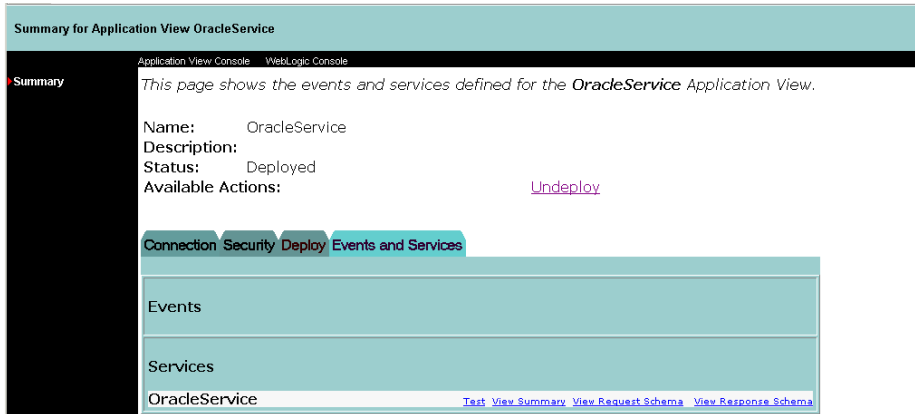 Summary for Application View OracleService
Application View Console WebLogic Console
Summary
This page shows the events and services defined for the OracleService Application View.
Name: OracleService
Description:
Status: Deployed
Available Actions: Undeploy
Connection Security Deploy Events and Services
Events
Services
OracleService Test View Summary View Request Schema View Response Schema